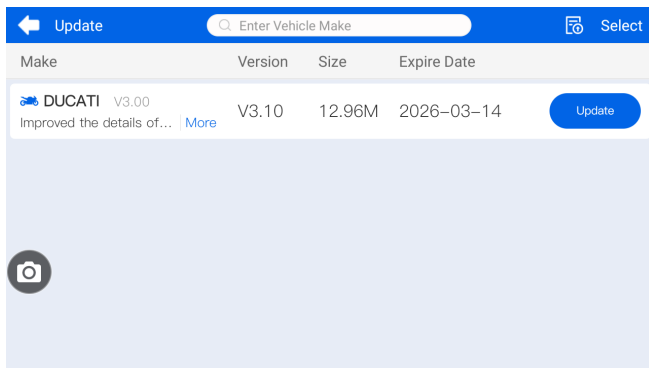 Update Enter Vehicle Make Select
Make Version Size Expire Date
DUCATI V3.00 V3.10 12.96M 2026-03-14 Update
Improved the details of... More